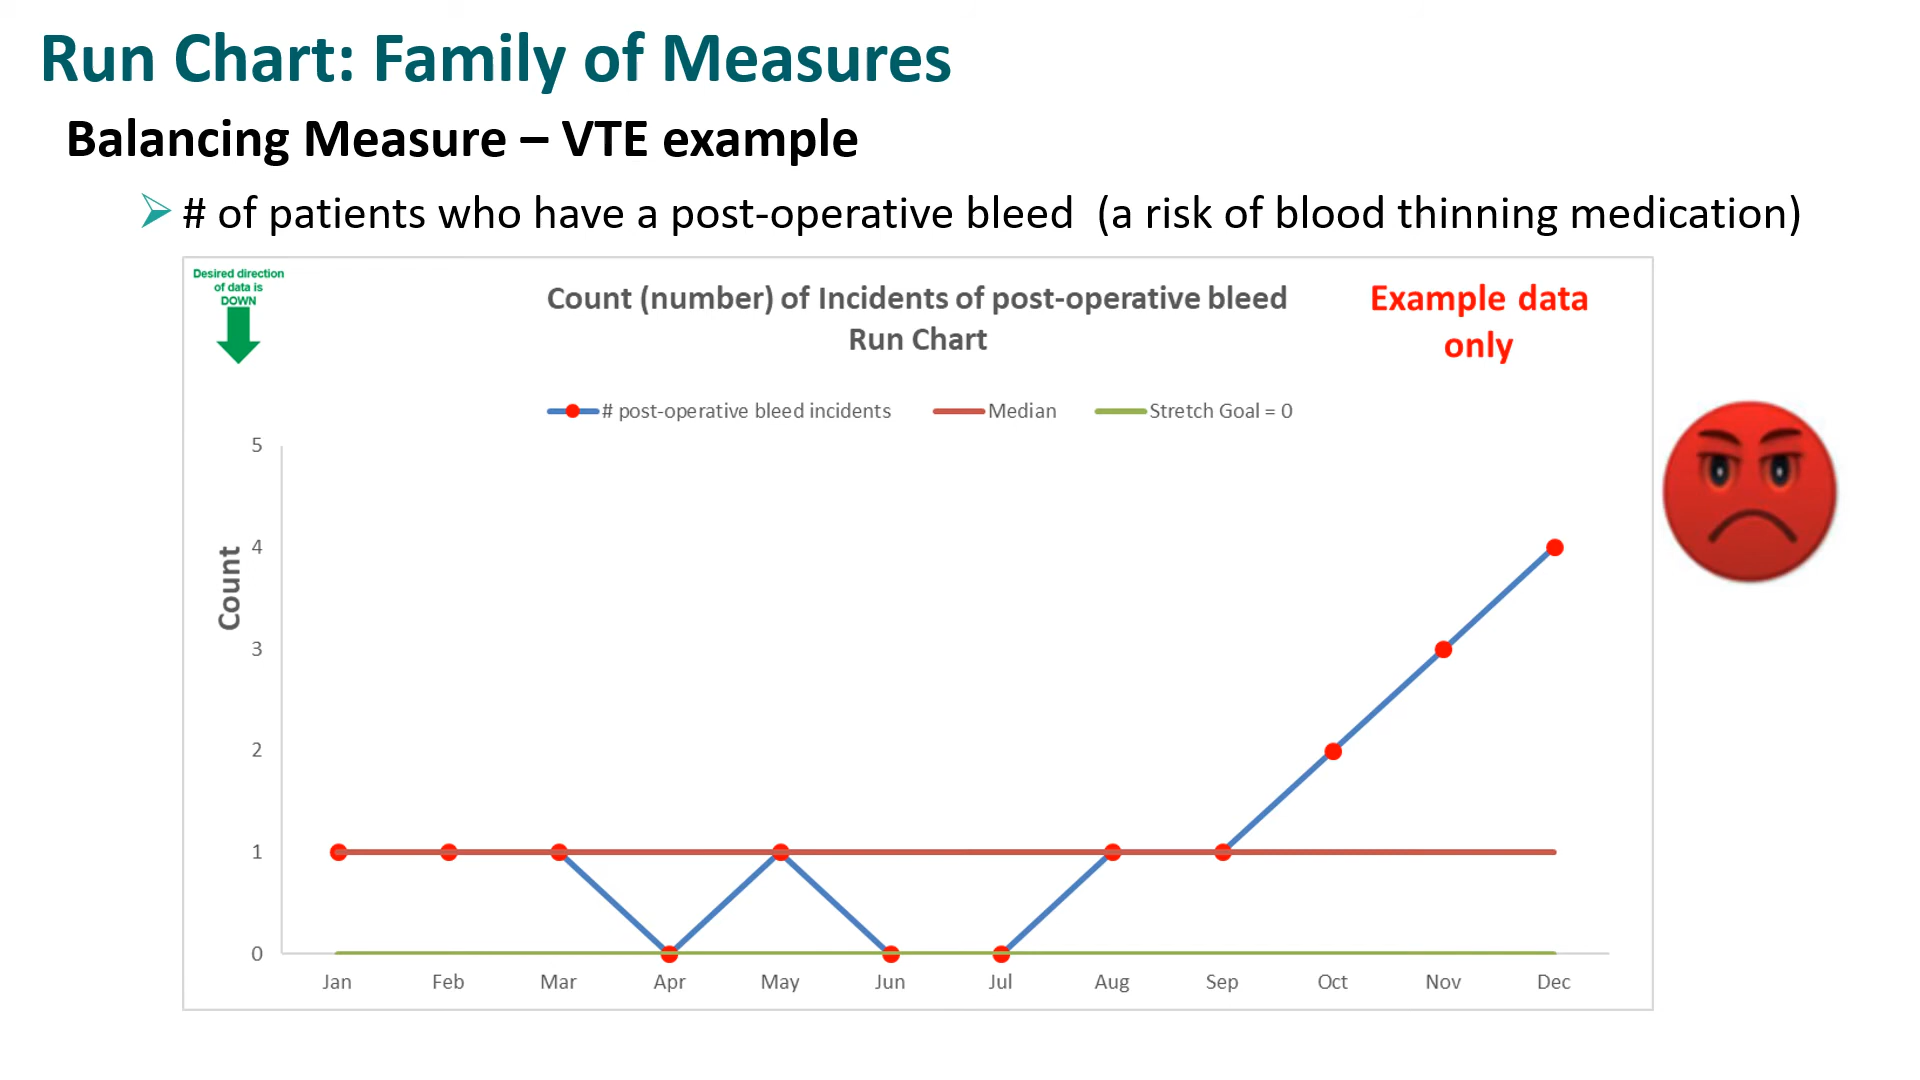 Run Chart: Family of Measures
Balancing Measure – VTE example
# of patients who have a post-operative bleed (a risk of blood thinning medication)
Desired direction
of data is
DOWN
Count (number) of Incidents of post-operative bleed
Run Chart
Example data
only
# post-operative bleed incidents
Median
Stretch Goal = 0
Count
5
4
3
2
1
0
Jan Feb Mar Apr May Jun Jul Aug Sep Oct Nov Dec